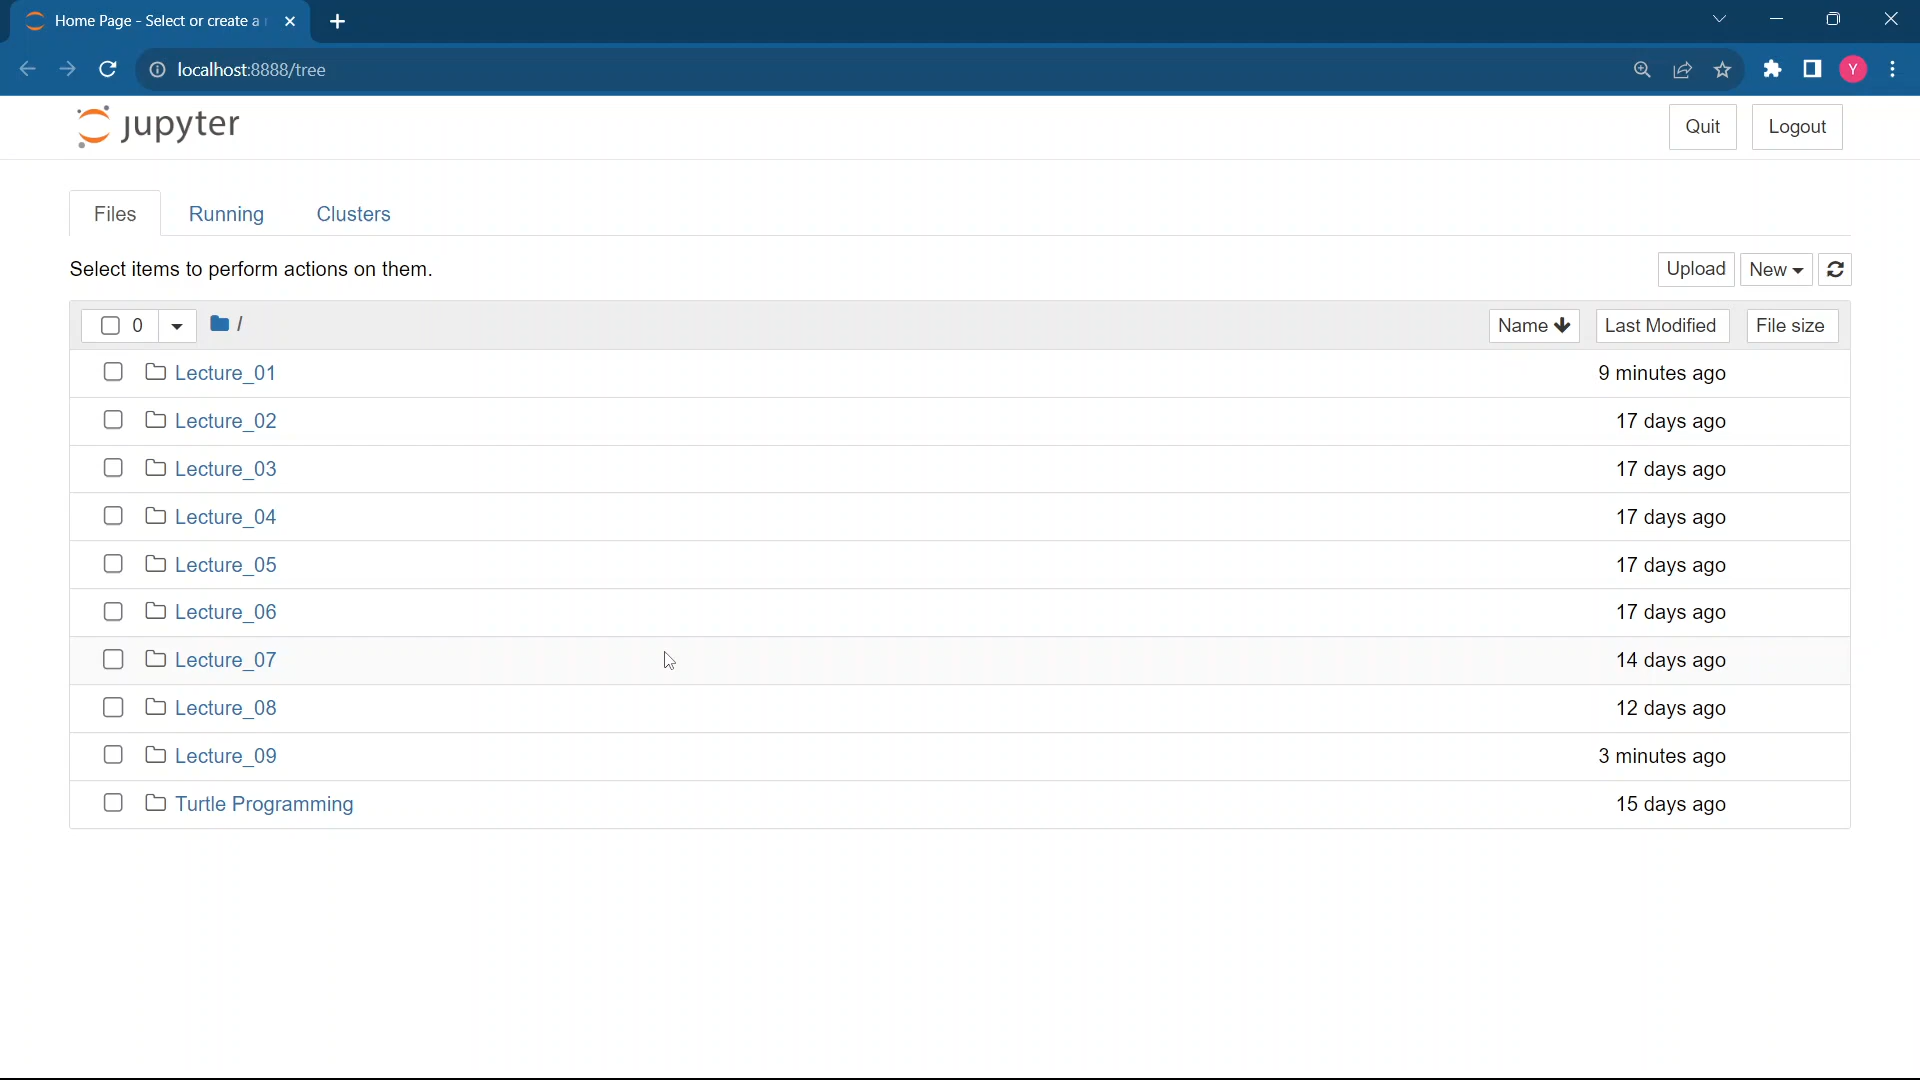 Home Page - Select or create a
localhost:8888/tree
Y
jupyter
Quit
Logout
Files
Running
Clusters
Select items to perform actions on them.
Upload
New
0
/
Name
Last Modified
File size
Lecture_01
9 minutes ago
Lecture_02
17 days ago
Lecture_03
17 days ago
Lecture_04
17 days ago
Lecture_05
17 days ago
Lecture_06
17 days ago
Lecture_07
14 days ago
Lecture_08
12 days ago
Lecture_09
3 minutes ago
Turtle Programming
15 days ago